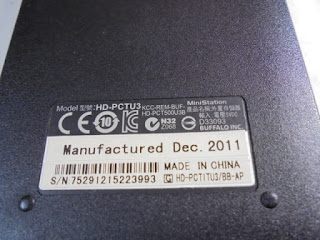 Model 型號: HD-PCTU3
KCC-REM-BUF-
HD-PCT500U3B
MiniStation
10
N32
Z068
D33093
BUFFALO INC.
Manufactured Dec. 2011
MADE IN CHINA
S/N 75291215223993
HD-PCT1TU3/BB-AP